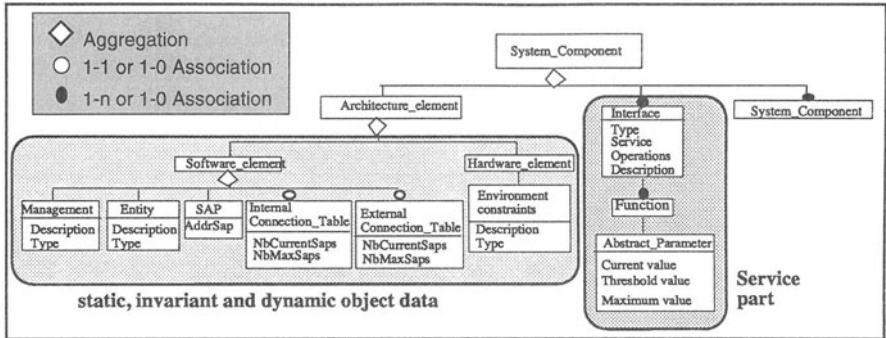 Aggregation
1-1 or 1-0 Association
1-n or 1-0 Association
System_Component
Architecture_element
System_Component
Interface
Type
Service
Operations
Description
Function
Abstract_Parameter
Current value
Threshold value
Maximum value
Service
part
Software_element
Hardware_element
Management
Description
Type
Entity
Description
Type
SAP
AddrSap
Internal
Connection_Table
NbCurrentSaps
NbMaxSaps
External
Connection_Table
NbCurrentSaps
NbMaxSaps
Environment
constraints
Description
Type
static, invariant and dynamic object data